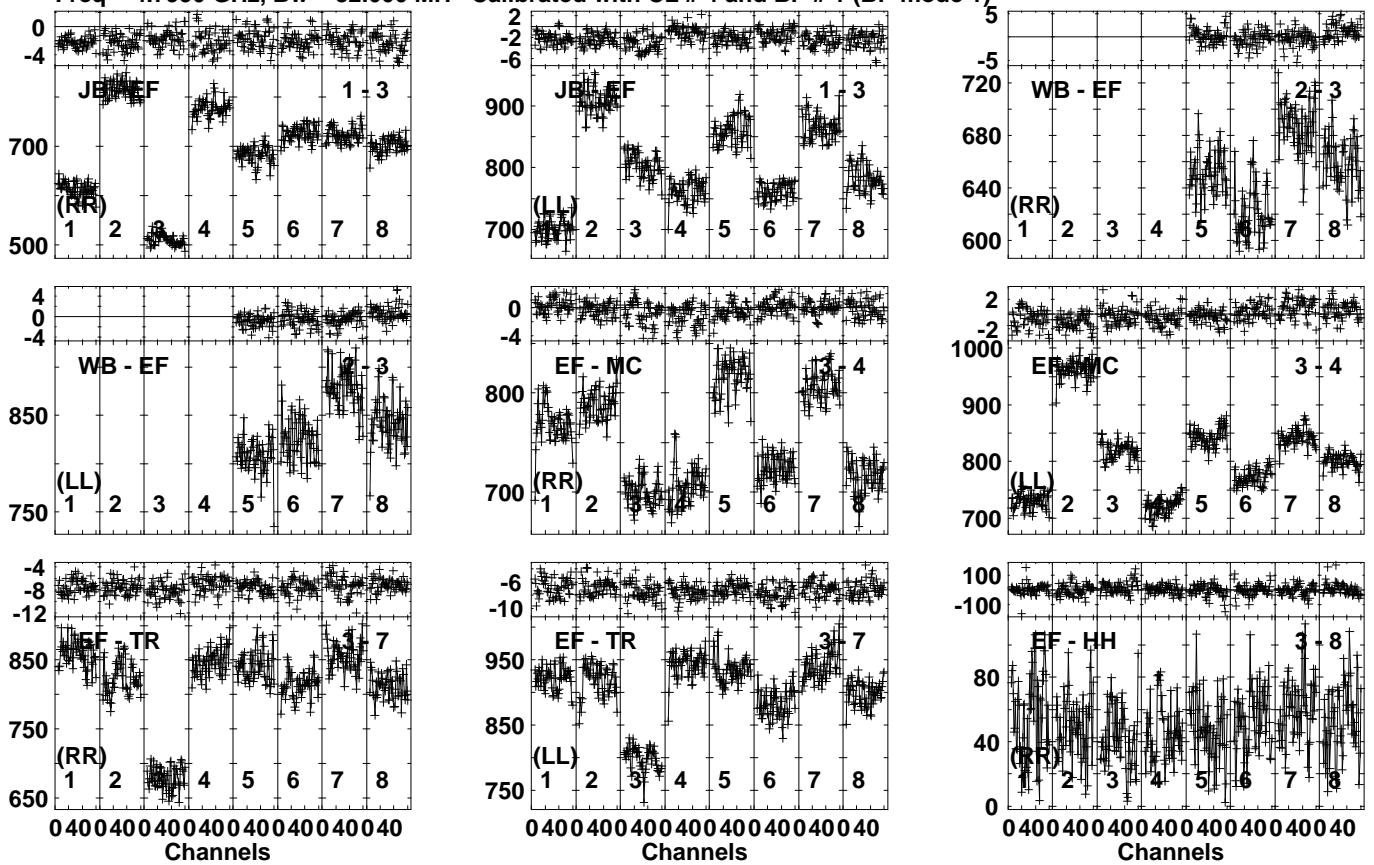 0 -4
2 -2 -6
5 -5
JB - EF 1 - 3
700
500
(RR)
1 2 3 4 5 6 7 8
JB - EF 1 - 3
900
800
700
(LL)
1 2 3 4 5 6 7 8
WB - EF 2 - 3
720
680
640
600
(RR)
1 2 3 4 5 6 7 8
4 0 -4
0 -4
2 -2
WB - EF 2 - 3
850
750
(LL)
1 2 3 4 5 6 7 8
EF - MC 3 - 4
800
700
(RR)
1 2 3 4 5 6 7 8
EF - MC 3 - 4
1000
900
800
700
(LL)
1 2 3 4 5 6 7 8
-4 -8 -12
-6 -10
100 -100
EF - TR 3 - 7
850
750
650
(RR)
1 2 3 4 5 6 7 8
EF - TR 3 - 7
950
850
750
(LL)
1 2 3 4 5 6 7 8
EF - HH 3 - 8
80
40
0
(RR)
1 2 3 4 5 6 7 8
0 40 0 40 0 40 0 40 0 40 0 40 0 40 0 40
Channels
0 40 0 40 0 40 0 40 0 40 0 40 0 40 0 40
Channels
0 40 0 40 0 40 0 40 0 40 0 40 0 40 0 40
Channels